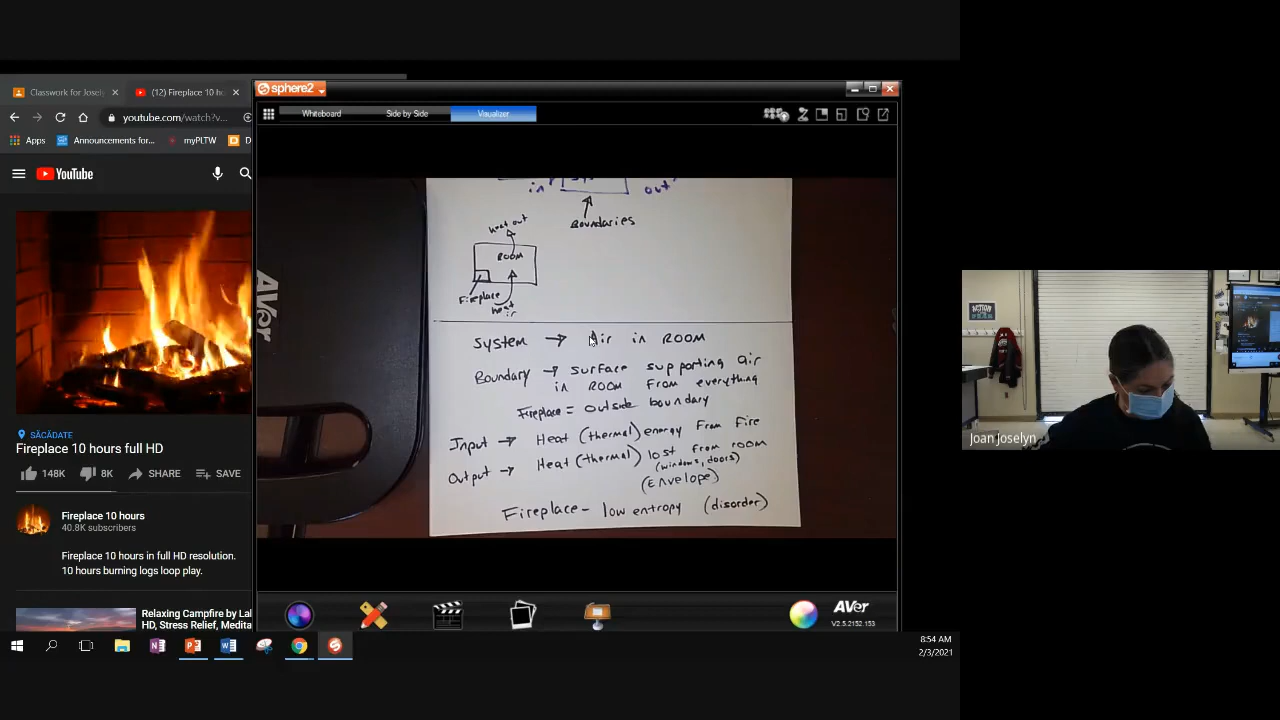 Classwork for Josely
(12) Fireplace 10 h
youtube.com/watch?v...
Apps
Announcements for...
myPLTW
D
YouTube
SĂCĂDATE
Fireplace 10 hours full HD
148K
8K
SHARE
SAVE
Fireplace 10 hours
40.8K subscribers
Fireplace 10 hours in full HD resolution.
10 hours burning logs loop play.
Relaxing Campfire by Lal
HD, Stress Relief, Medita
sphere2
Whiteboard
Side by Side
Visualizer
AVer
in
out
Boundaries
heat out
ROOM
Fireplace
heat
in
System → Air in ROOM
Boundary → surface supporting air
in ROOM from everything
Fireplace = outside boundary
Input → Heat (thermal) energy from fire
Output → Heat (thermal) lost from room
(windows, doors)
(Envelope)
Fireplace - low entropy (disorder)
AVer
V2.5.2152.153
8:54 AM
2/3/2021
Joan Joselyn
ACTION